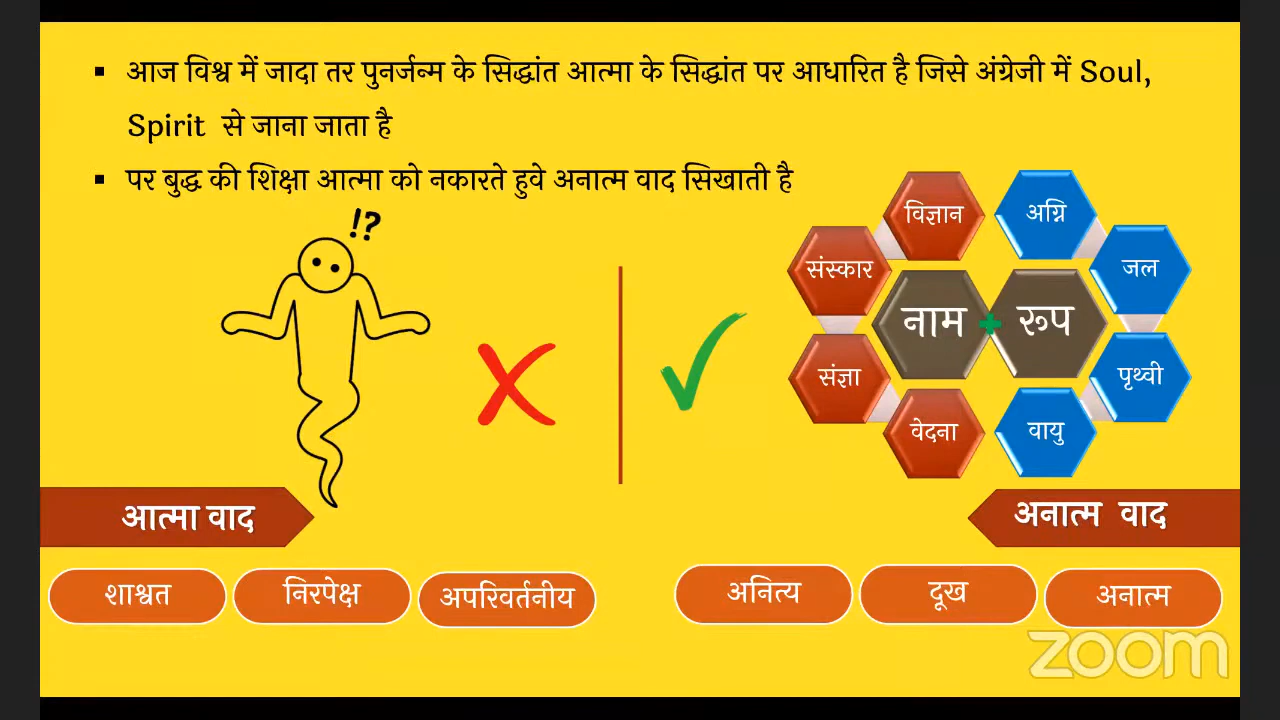 ▪ आज विश्व में जादा तर पुनर्जन्म के सिद्धांत आत्मा के सिद्धांत पर आधारित है जिसे अंग्रेजी में Soul,
Spirit से जाना जाता है
▪ पर बुद्ध की शिक्षा आत्मा को नकारते हुवे अनात्म वाद सिखाती है
!?
विज्ञान
अग्नि
संस्कार
जल
नाम + रूप
संज्ञा
पृथ्वी
वेदना
वायु
आत्मा वाद
अनात्म वाद
शाश्वत
निरपेक्ष
अपरिवर्तनीय
अनित्य
दूख
अनात्म
zoom